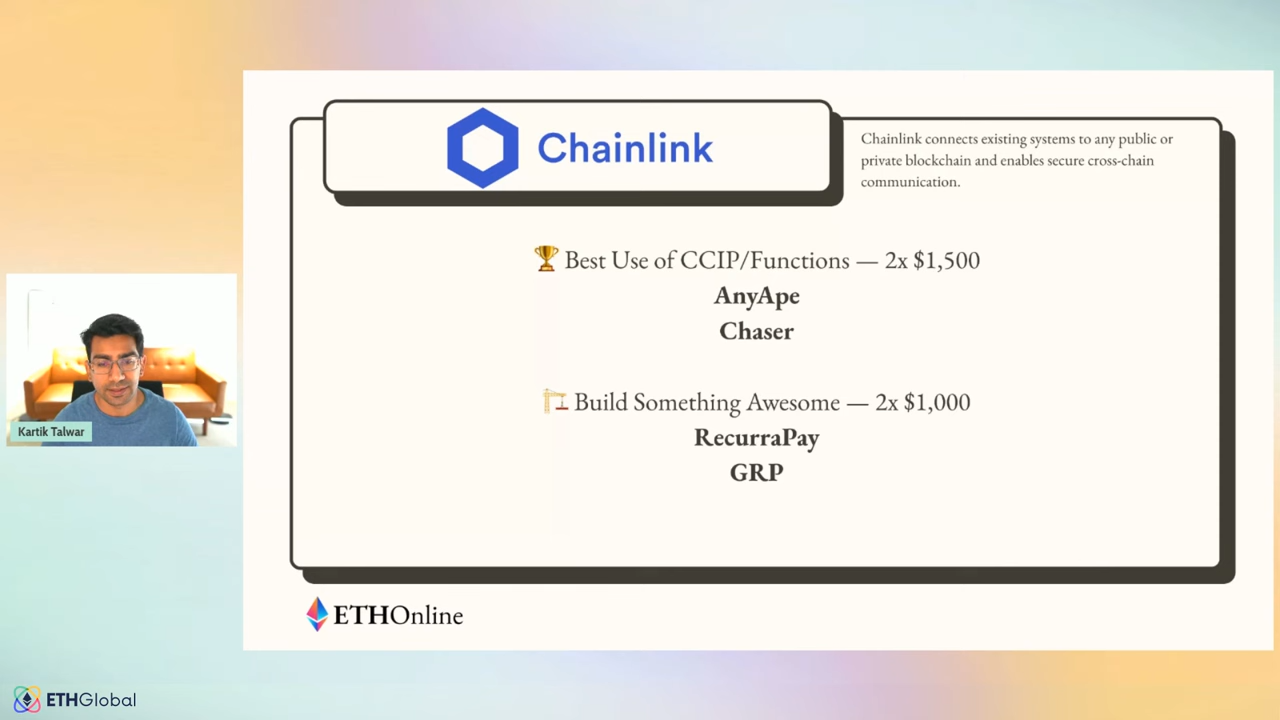 Chainlink
Chainlink connects existing systems to any public or
private blockchain and enables secure cross-chain
communication.
🏆 Best Use of CCIP/Functions — 2x $1,500
AnyApe
Chaser
🏗️ Build Something Awesome — 2x $1,000
RecurraPay
GRP
Kartik Talwar
ETHOnline
ETHGlobal